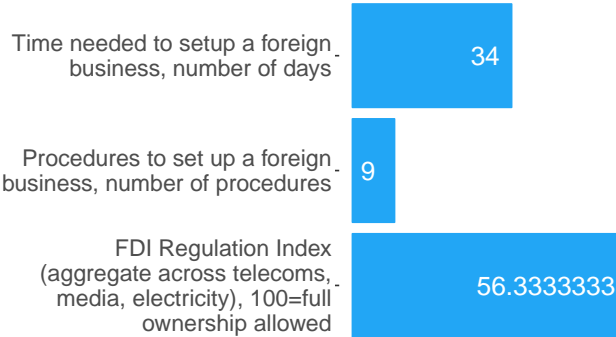 Time needed to setup a foreign
business, number of days
34
Procedures to set up a foreign
business, number of procedures
9
FDI Regulation Index
(aggregate across telecoms,
media, electricity), 100=full
ownership allowed
56.3333333